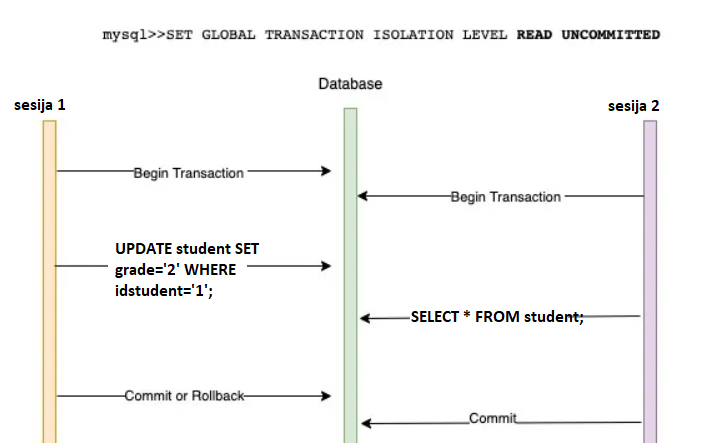 mysql>>SET GLOBAL TRANSACTION ISOLATION LEVEL READ UNCOMMITTED
Database
sesija 1
sesija 2
Begin Transaction
Begin Transaction
UPDATE student SET
grade='2' WHERE
idstudent='1';
SELECT * FROM student;
Commit or Rollback
Commit